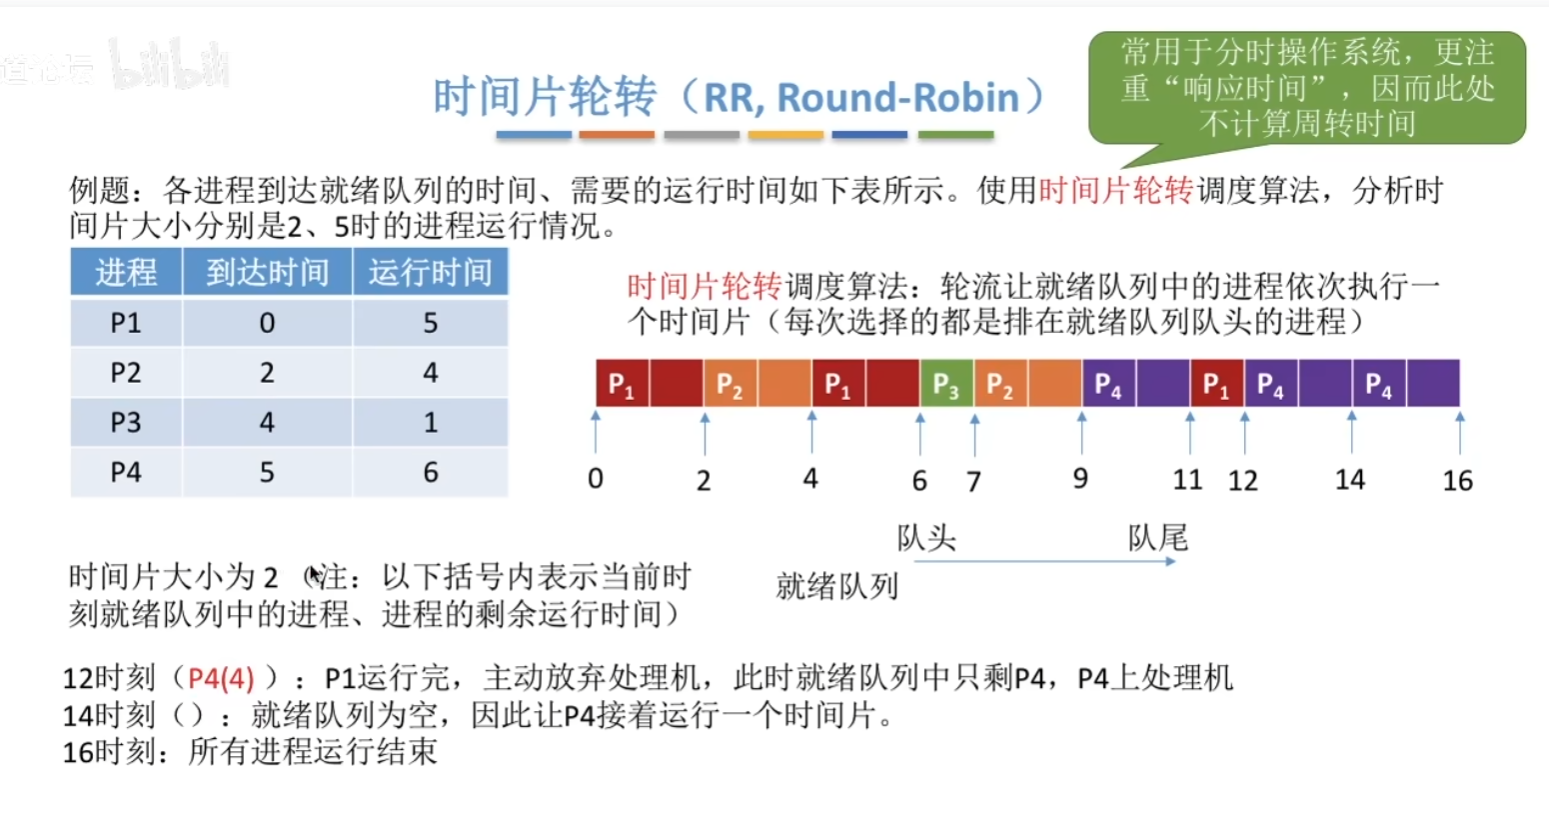 道论坛 bilibili
常用于分时操作系统，更注
重“响应时间”，因而此处
不计算周转时间
时间片轮转（RR, Round-Robin）
例题：各进程到达就绪队列的时间、需要的运行时间如下表所示。使用时间片轮转调度算法，分析时
间片大小分别是2、5时的进程运行情况。
进程 到达时间 运行时间
P1 0 5
P2 2 4
P3 4 1
P4 5 6
时间片轮转调度算法：轮流让就绪队列中的进程依次执行一
个时间片（每次选择的都是排在就绪队列队头的进程）
P1 P2 P1 P3 P2 P4 P1 P4 P4
0 2 4 6 7 9 11 12 14 16
队头 队尾
就绪队列
时间片大小为 2 （注：以下括号内表示当前时
刻就绪队列中的进程、进程的剩余运行时间）
12时刻（P4(4) ）：P1运行完，主动放弃处理机，此时就绪队列中只剩P4，P4上处理机
14时刻（）：就绪队列为空，因此让P4接着运行一个时间片。
16时刻：所有进程运行结束